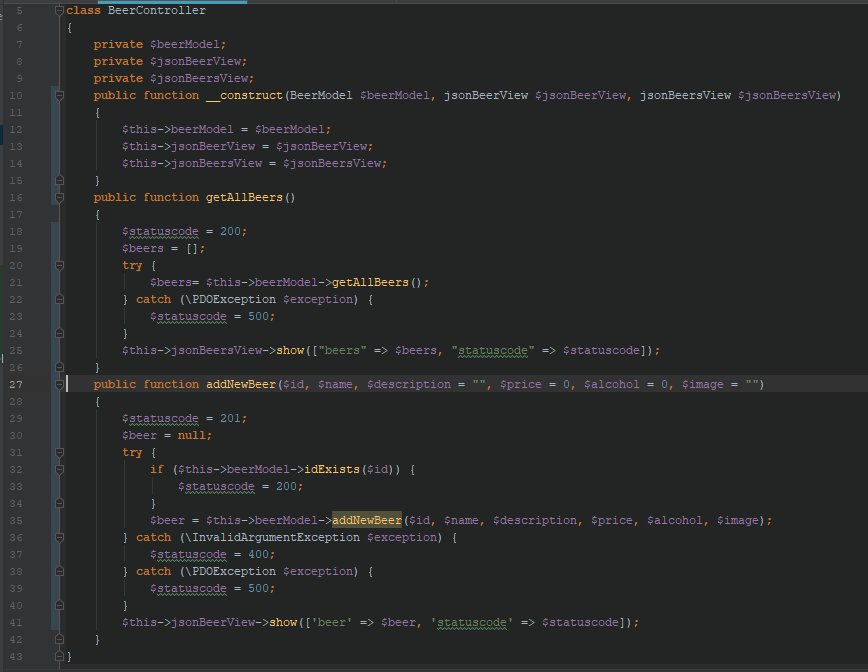 5 class BeerController
6 {
7 private $beerModel;
8 private $jsonBeerView;
9 private $jsonBeersView;
10 public function __construct(BeerModel $beerModel, jsonBeerView $jsonBeerView, jsonBeersView $jsonBeersView)
11 {
12 $this->beerModel = $beerModel;
13 $this->jsonBeerView = $jsonBeerView;
14 $this->jsonBeersView = $jsonBeersView;
15 }
16 public function getAllBeers()
17 {
18 $statuscode = 200;
19 $beers = [];
20 try {
21 $beers= $this->beerModel->getAllBeers();
22 } catch (\PDOException $exception) {
23 $statuscode = 500;
24 }
25 $this->jsonBeersView->show(["beers" => $beers, "statuscode" => $statuscode]);
26 }
27 public function addNewBeer($id, $name, $description = "", $price = 0, $alcohol = 0, $image = "")
28 {
29 $statuscode = 201;
30 $beer = null;
31 try {
32 if ($this->beerModel->idExists($id)) {
33 $statuscode = 200;
34 }
35 $beer = $this->beerModel->addNewBeer($id, $name, $description, $price, $alcohol, $image);
36 } catch (\InvalidArgumentException $exception) {
37 $statuscode = 400;
38 } catch (\PDOException $exception) {
39 $statuscode = 500;
40 }
41 $this->jsonBeerView->show(['beer' => $beer, 'statuscode' => $statuscode]);
42 }
43 }